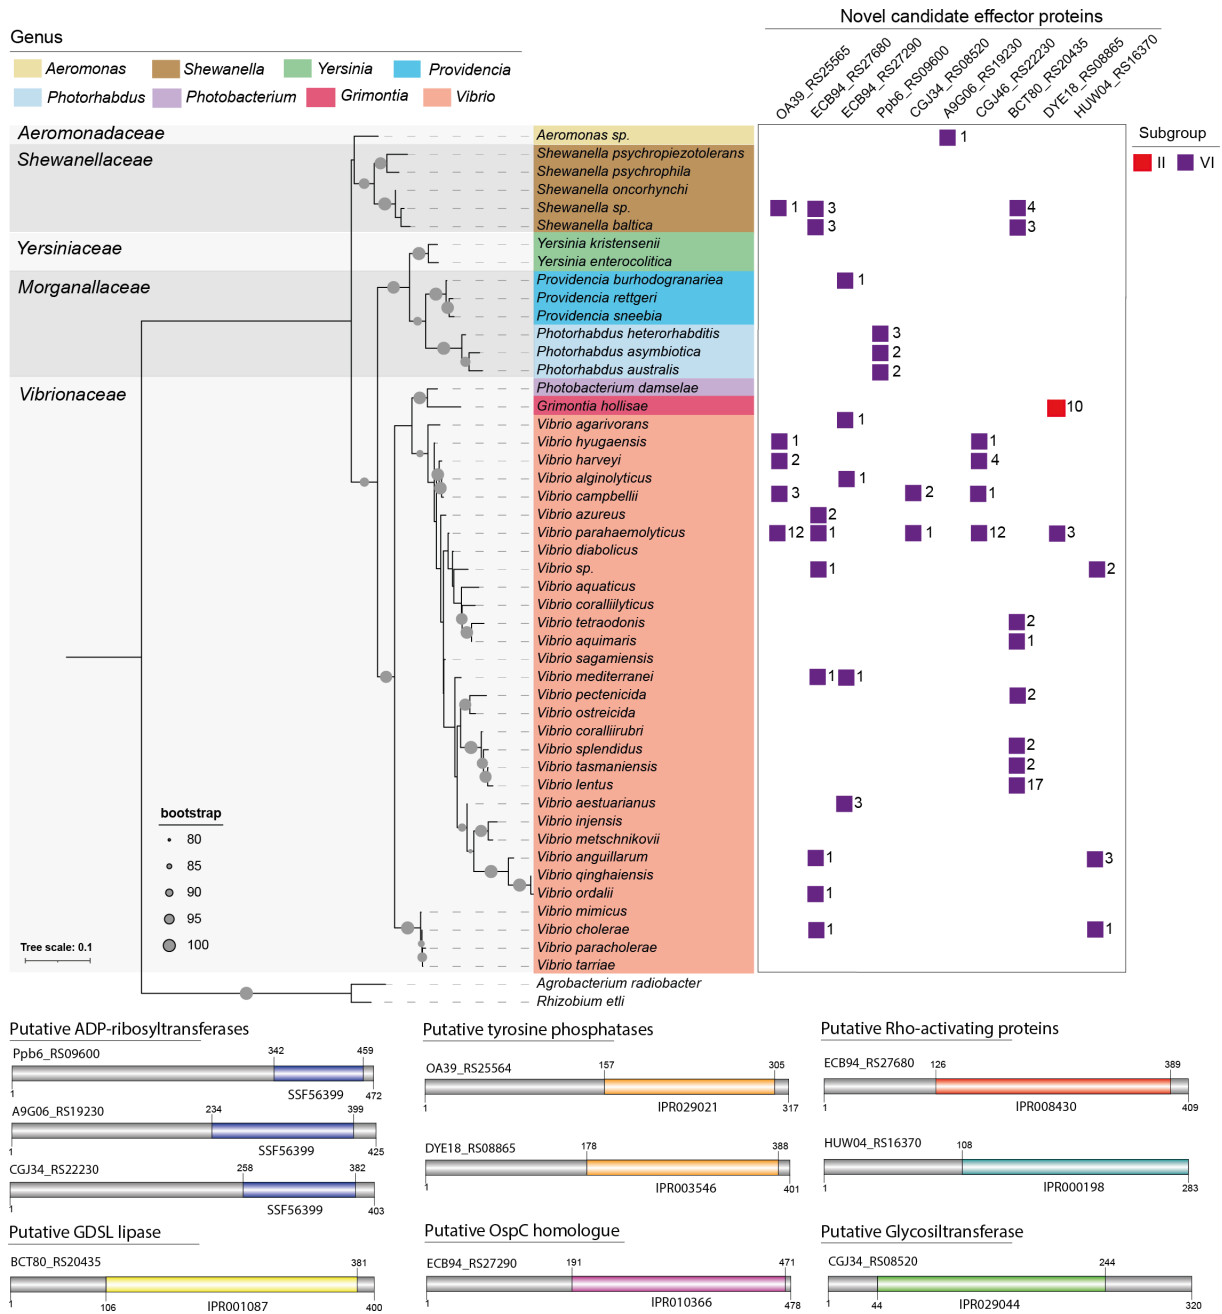 Novel candidate effector proteins
Genus
Aeromonas
Shewanella
Yersinia
Providencia
Photorhabdus
Photobacterium
Grimontia
Vibrio
OA39_RS25565
ECB94_RS27680
ECB94_RS27290
Ppb6_RS09600
CGJ34_RS08520
A9G06_RS19230
CGJ46_RS22230
BCT80_RS20435
DYE18_RS08865
HUW04_RS16370
Subgroup
II
VI
Aeromonadaceae
Shewanellaceae
Yersiniaceae
Morganallaceae
Vibrionaceae
Aeromonas sp. 1
Shewanella psychropiezotolerans
Shewanella psychrophila
Shewanella oncorhynchi
Shewanella sp. 1 3 4
Shewanella baltica 3 3
Yersinia kristensenii
Yersinia enterocolitica
Providencia burhodogranariea 1
Providencia rettgeri
Providencia sneebia
Photorhabdus heterorhabditis 3
Photorhabdus asymbiotica 2
Photorhabdus australis 2
Photobacterium damselae
Grimontia hollisae 10
Vibrio agarivorans 1
Vibrio hyugaensis 1 1
Vibrio harveyi 2 4
Vibrio alginolyticus 1
Vibrio campbellii 3 2 1
Vibrio azureus 2
Vibrio parahaemolyticus 12 1 1 12 3
Vibrio diabolicus
Vibrio sp. 1 2
Vibrio aquaticus
Vibrio coralliilyticus
Vibrio tetraodonis 2
Vibrio aquimaris 1
Vibrio sagamiensis
Vibrio mediterranei 1 1
Vibrio pectenicida 2
Vibrio ostreicida
Vibrio coralliirubri
Vibrio splendidus 2
Vibrio tasmaniensis 2
Vibrio lentus 17
Vibrio aestuarianus 3
Vibrio injensis
Vibrio metschnikovii
Vibrio anguillarum 1 3
Vibrio qinghaiensis
Vibrio ordalii 1
Vibrio mimicus
Vibrio cholerae 1 1
Vibrio paracholerae
Vibrio tarriae
Agrobacterium radiobacter
Rhizobium etli
bootstrap
80
85
90
95
100
Tree scale: 0.1
Putative ADP-ribosyltransferases
Ppb6_RS09600
342 459
SSF56399
1 472
A9G06_RS19230
234 399
SSF56399
1 425
CGJ34_RS22230
258 382
SSF56399
1 403
Putative tyrosine phosphatases
OA39_RS25564
157 305
IPR029021
1 317
DYE18_RS08865
178 388
IPR003546
1 401
Putative Rho-activating proteins
ECB94_RS27680
126 389
IPR008430
1 409
HUW04_RS16370
108
IPR000198
1 283
Putative GDSL lipase
BCT80_RS20435
381
1 106 IPR001087 400
Putative OspC homologue
ECB94_RS27290
191 471
IPR010366
1 478
Putative Glycosiltransferase
CGJ34_RS08520
244
1 44 IPR029044 320